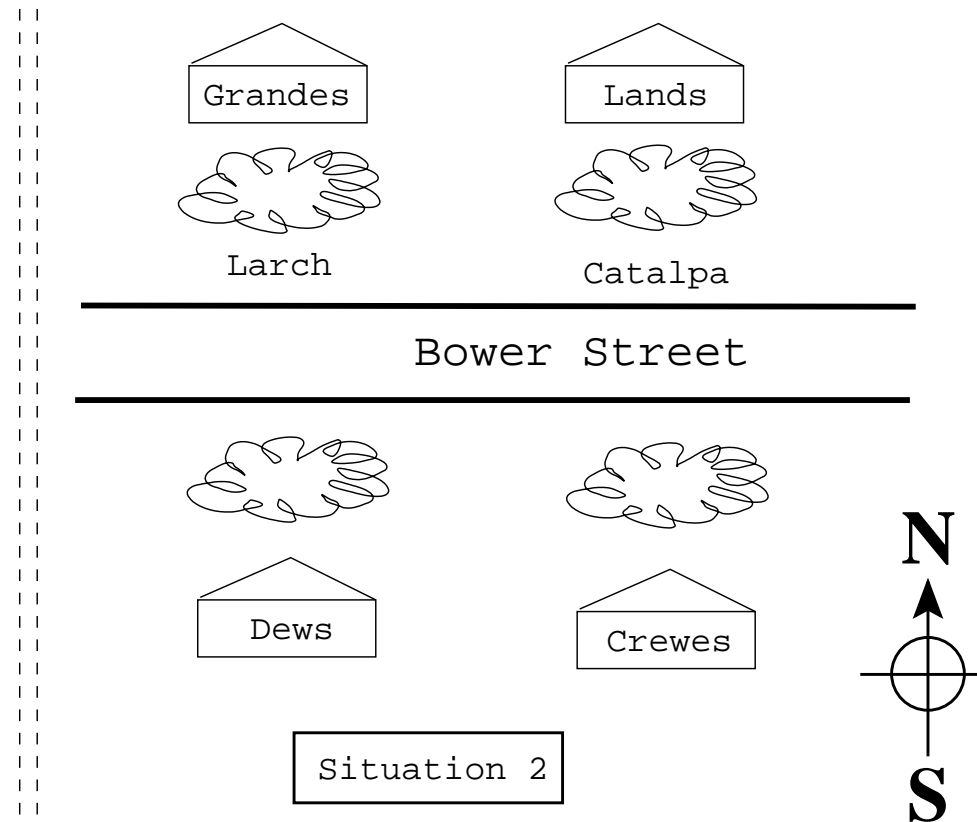 Grandes
Lands
Larch
Catalpa
Bower Street
Dews
Crewes
N
S
Situation 2